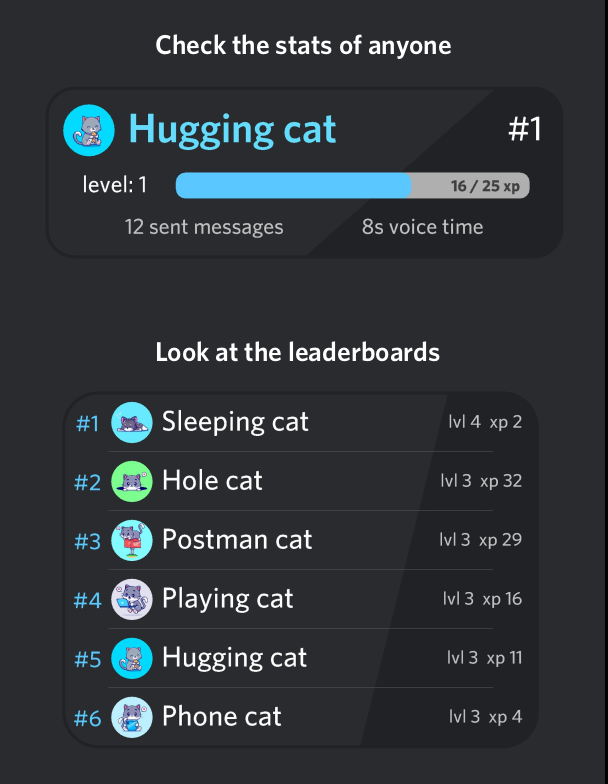 Check the stats of anyone
Hugging cat #1
level: 1 16 / 25 xp
12 sent messages 8s voice time
Look at the leaderboards
#1 Sleeping cat lvl 4 xp 2
#2 Hole cat lvl 3 xp 32
#3 Postman cat lvl 3 xp 29
#4 Playing cat lvl 3 xp 16
#5 Hugging cat lvl 3 xp 11
#6 Phone cat lvl 3 xp 4